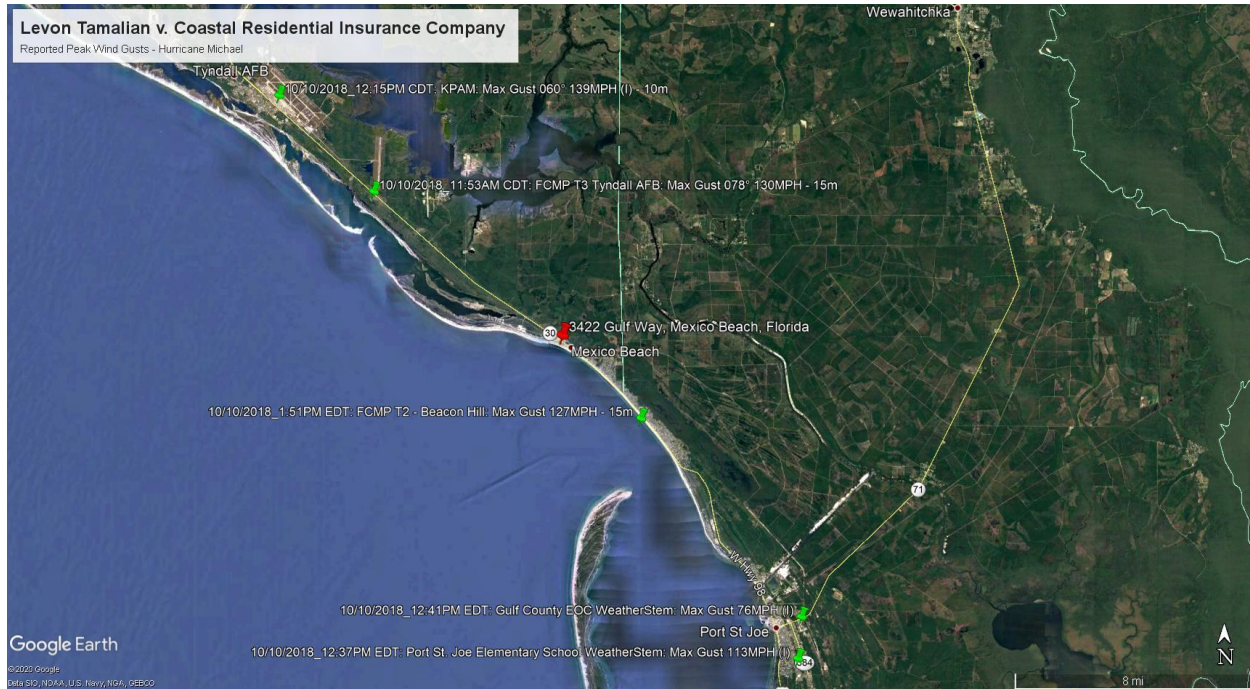 Levon Tamalian v. Coastal Residential Insurance Company
Reported Peak Wind Gusts - Hurricane Michael
Wewahitchka
Tyndall AFB
10/10/2018_12:15PM CDT: KPAM: Max Gust 060° 139MPH (I) - 10m
10/10/2018_11:53AM CDT: FCMP T3 Tyndall AFB: Max Gust 078° 130MPH - 15m
30
3422 Gulf Way, Mexico Beach, Florida
Mexico Beach
10/10/2018_1:51PM EDT: FCMP T2 - Beacon Hill: Max Gust 127MPH - 15m
71
W Hwy 98
10/10/2018_12:41PM EDT: Gulf County EOC WeatherStem: Max Gust 76MPH (I)
Port St Joe
10/10/2018_12:37PM EDT: Port St. Joe Elementary School WeatherStem: Max Gust 113MPH (I)
Google Earth
N
©2020 Google
Data SIO, NOAA, U.S. Navy, NGA, GEBCO
8 mi